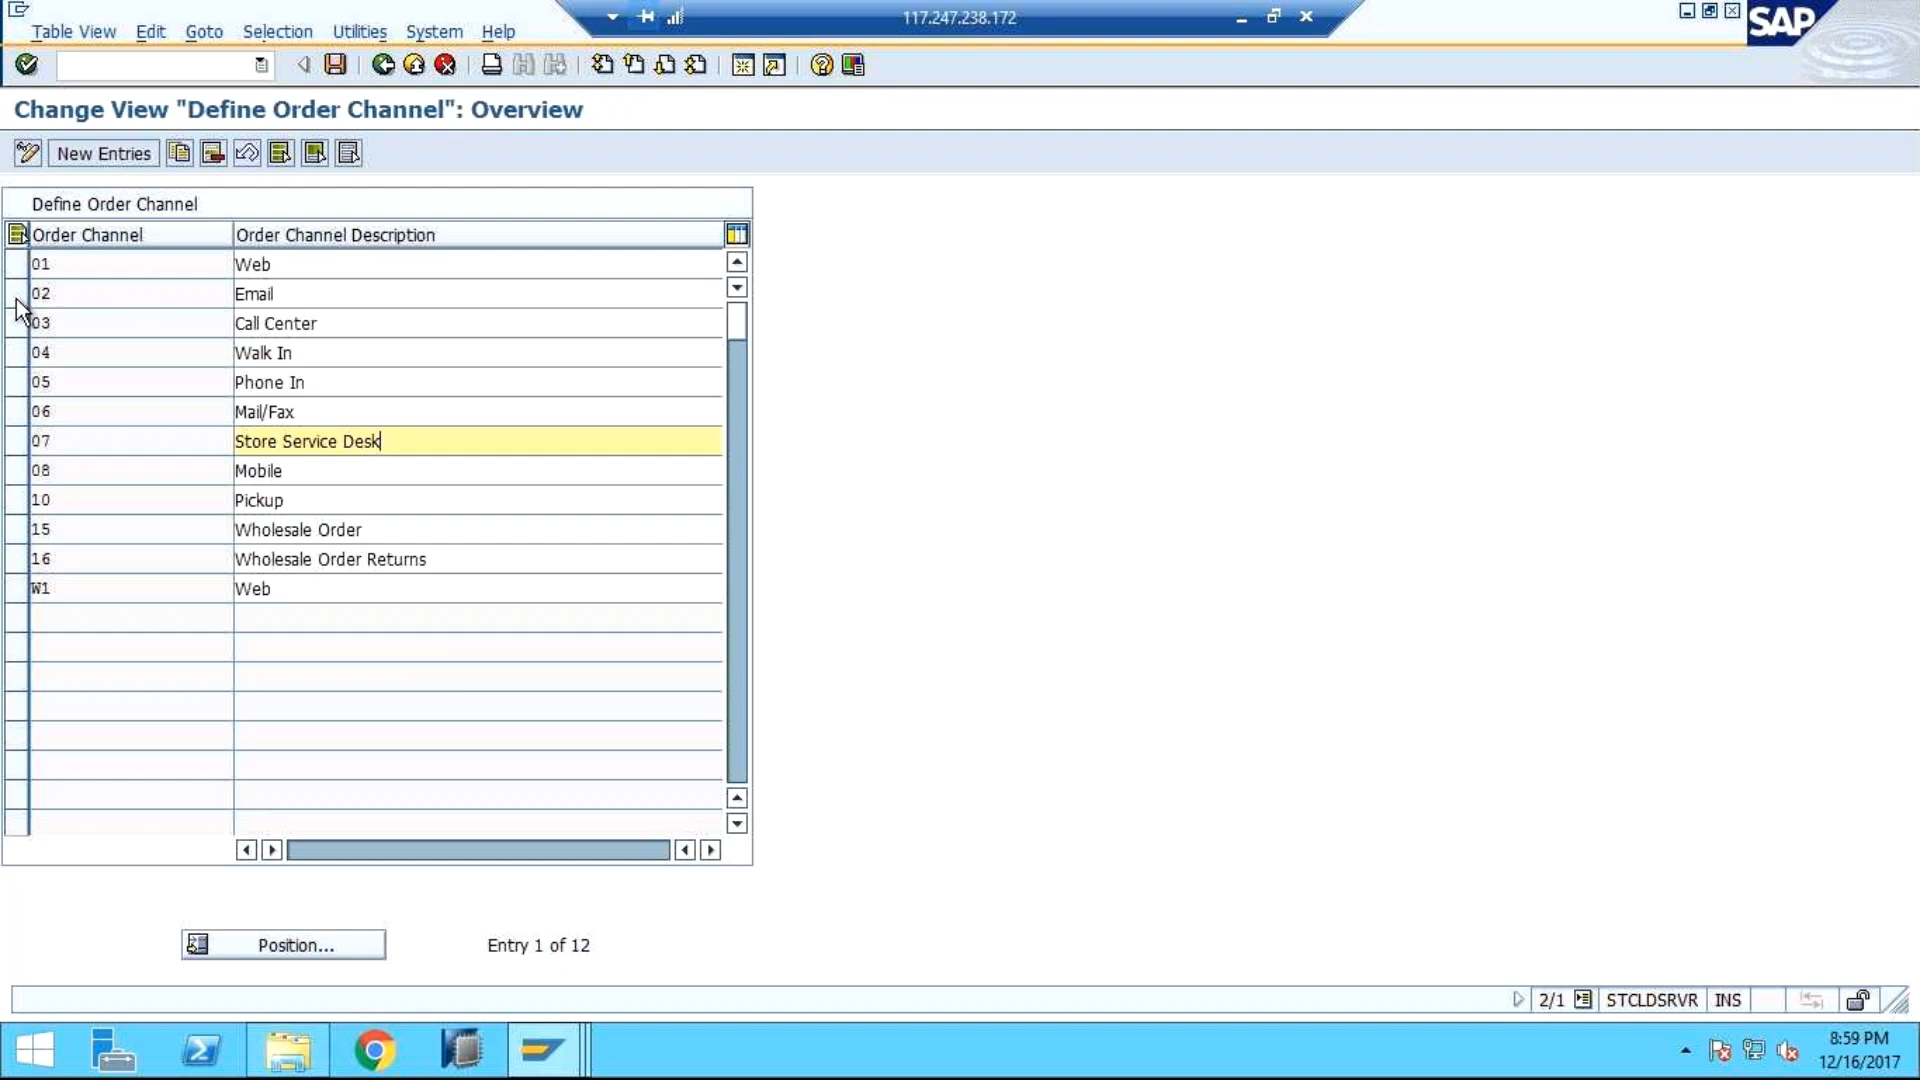 117.247.238.172
Table View Edit Goto Selection Utilities System Help
SAP
Change View "Define Order Channel": Overview
New Entries
Define Order Channel
Order Channel Order Channel Description
01 Web
02 Email
03 Call Center
04 Walk In
05 Phone In
06 Mail/Fax
07 Store Service Desk
08 Mobile
10 Pickup
15 Wholesale Order
16 Wholesale Order Returns
W1 Web
Position... Entry 1 of 12
2/1 STCLDSRVR INS
8:59 PM
12/16/2017